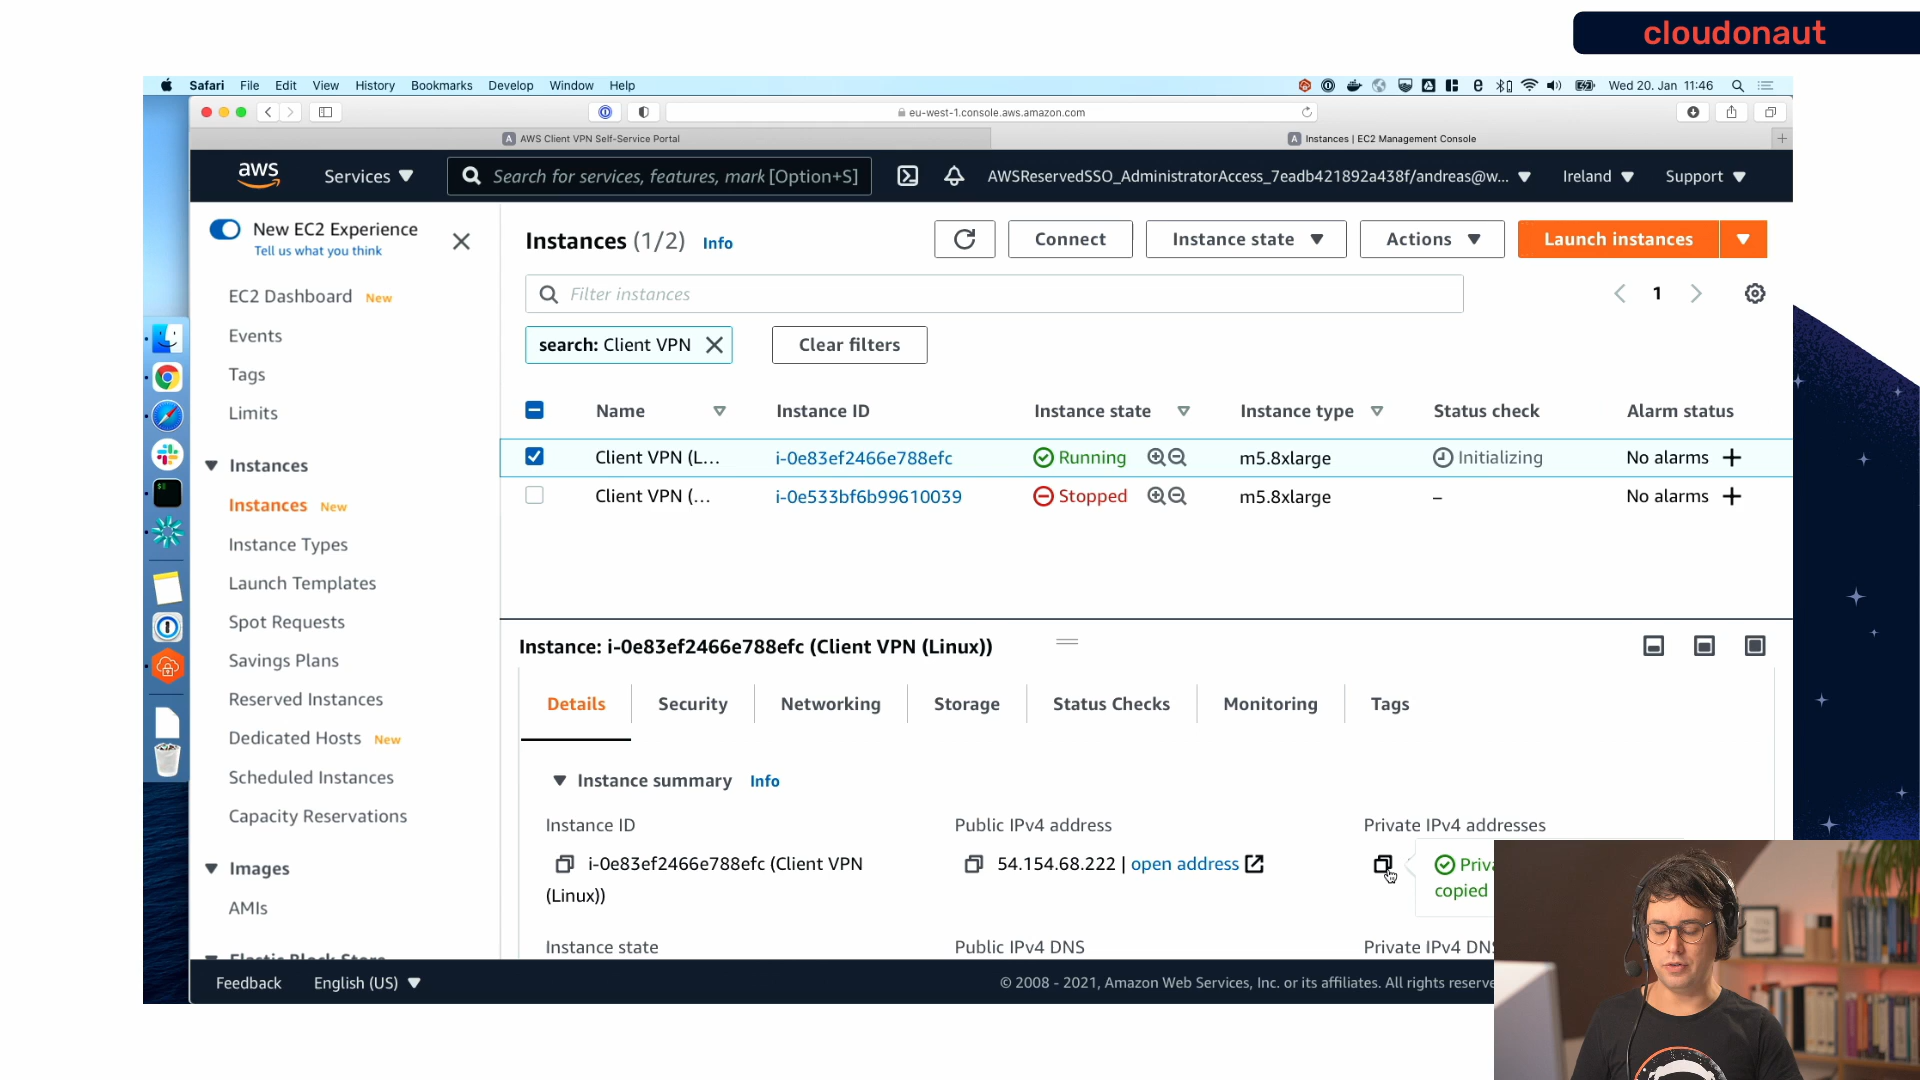 cloudonaut
Safari File Edit View History Bookmarks Develop Window Help
Wed 20. Jan 11:46
eu-west-1.console.aws.amazon.com
AWS Client VPN Self-Service Portal
Instances | EC2 Management Console
aws
Services
Search for services, features, mark [Option+S]
AWSReservedSSO_AdministratorAccess_7eadb421892a438f/andreas@w...
Ireland
Support
New EC2 Experience
Tell us what you think
EC2 Dashboard New
Events
Tags
Limits
Instances
Instances New
Instance Types
Launch Templates
Spot Requests
Savings Plans
Reserved Instances
Dedicated Hosts New
Scheduled Instances
Capacity Reservations
Images
AMIs
Elastic Block Store
Instances (1/2) Info
Connect
Instance state
Actions
Launch instances
Filter instances
1
search: Client VPN
Clear filters
Name Instance ID Instance state Instance type Status check Alarm status
Client VPN (L... i-0e83ef2466e788efc Running m5.8xlarge Initializing No alarms
Client VPN (... i-0e533bf6b99610039 Stopped m5.8xlarge – No alarms
Instance: i-0e83ef2466e788efc (Client VPN (Linux))
Details Security Networking Storage Status Checks Monitoring Tags
Instance summary Info
Instance ID
i-0e83ef2466e788efc (Client VPN
(Linux))
Public IPv4 address
54.154.68.222 | open address
Private IPv4 addresses
Priva
copied
Instance state
Public IPv4 DNS
Private IPv4 DNS
Feedback English (US)
© 2008 - 2021, Amazon Web Services, Inc. or its affiliates. All rights reserve